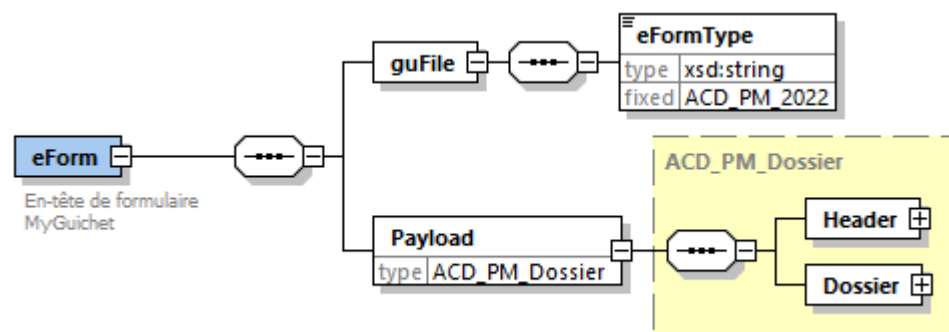 eForm
En-tête de formulaire
MyGuichet
guFile
eFormType
type xsd:string
fixed ACD_PM_2022
Payload
type ACD_PM_Dossier
ACD_PM_Dossier
Header
Dossier